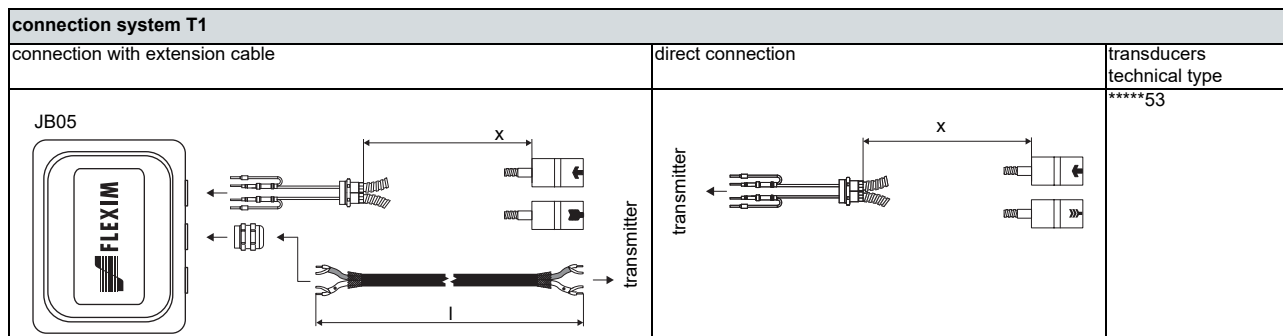 connection system T1
connection with extension cable
direct connection
transducers
technical type
JB05
FLEXIM
x
transmitter
l
transmitter
x
*****53